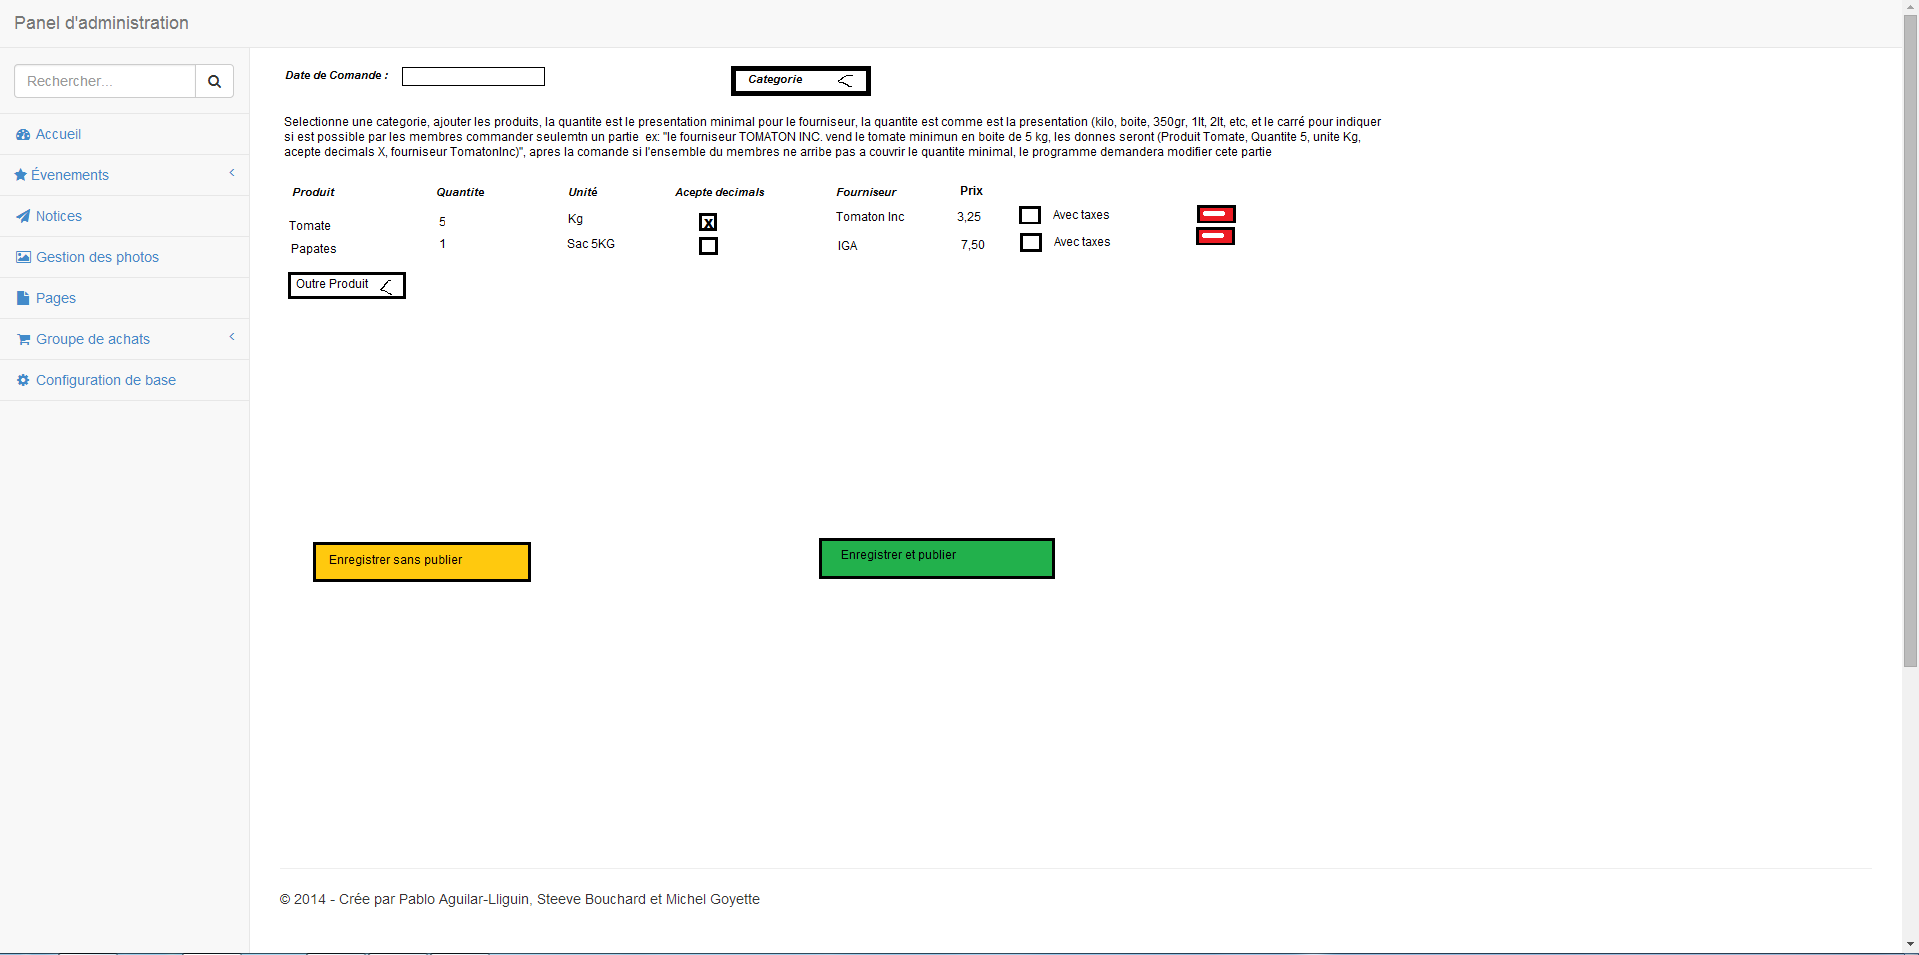 Panel d'administration
Rechercher...
Accueil
Évenements
Notices
Gestion des photos
Pages
Groupe de achats
Configuration de base
Date de Comande :
Categorie
Selectionne une categorie, ajouter les produits, la quantite est le presentation minimal pour le fourniseur, la quantite est comme est la presentation (kilo, boite, 350gr, 1lt, 2lt, etc, et le carré pour indiquer
si est possible par les membres commander seulemtn un partie  ex: "le fourniseur TOMATON INC. vend le tomate minimun en boite de 5 kg, les donnes seront (Produit Tomate, Quantite 5, unite Kg,
acepte decimals X, fourniseur TomatonInc)", apres la comande si l'ensemble du membres ne arribe pas a couvrir le quantite minimal, le programme demandera modifier cete partie
Produit Quantite Unité Acepte decimals Fourniseur Prix
Tomate 5 Kg X Tomaton Inc 3,25 Avec taxes
Papates 1 Sac 5KG IGA 7,50 Avec taxes
Outre Produit
Enregistrer sans publier
Enregistrer et publier
© 2014 - Crée par Pablo Aguilar-Lliguin, Steeve Bouchard et Michel Goyette